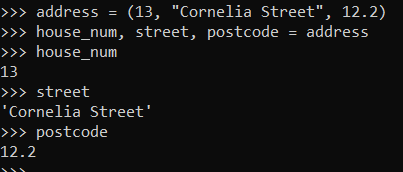 >>> address = (13, "Cornelia Street", 12.2)
>>> house_num, street, postcode = address
>>> house_num
13
>>> street
'Cornelia Street'
>>> postcode
12.2
>>>